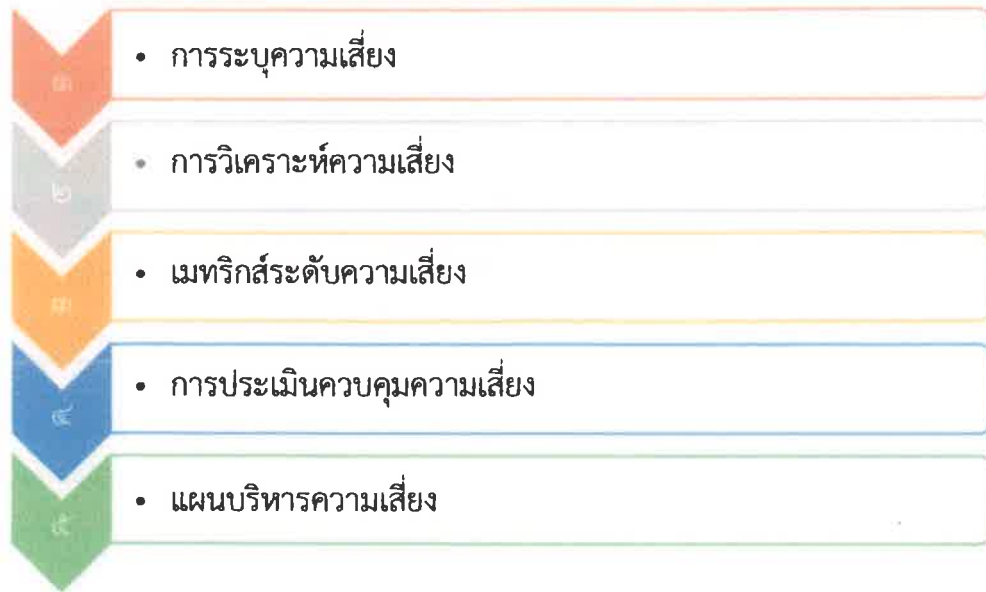 ๑
• การระบุความเสี่ยง
๒
• การวิเคราะห์ความเสี่ยง
๓
• เมทริกส์ระดับความเสี่ยง
๔
• การประเมินควบคุมความเสี่ยง
๕
• แผนบริหารความเสี่ยง